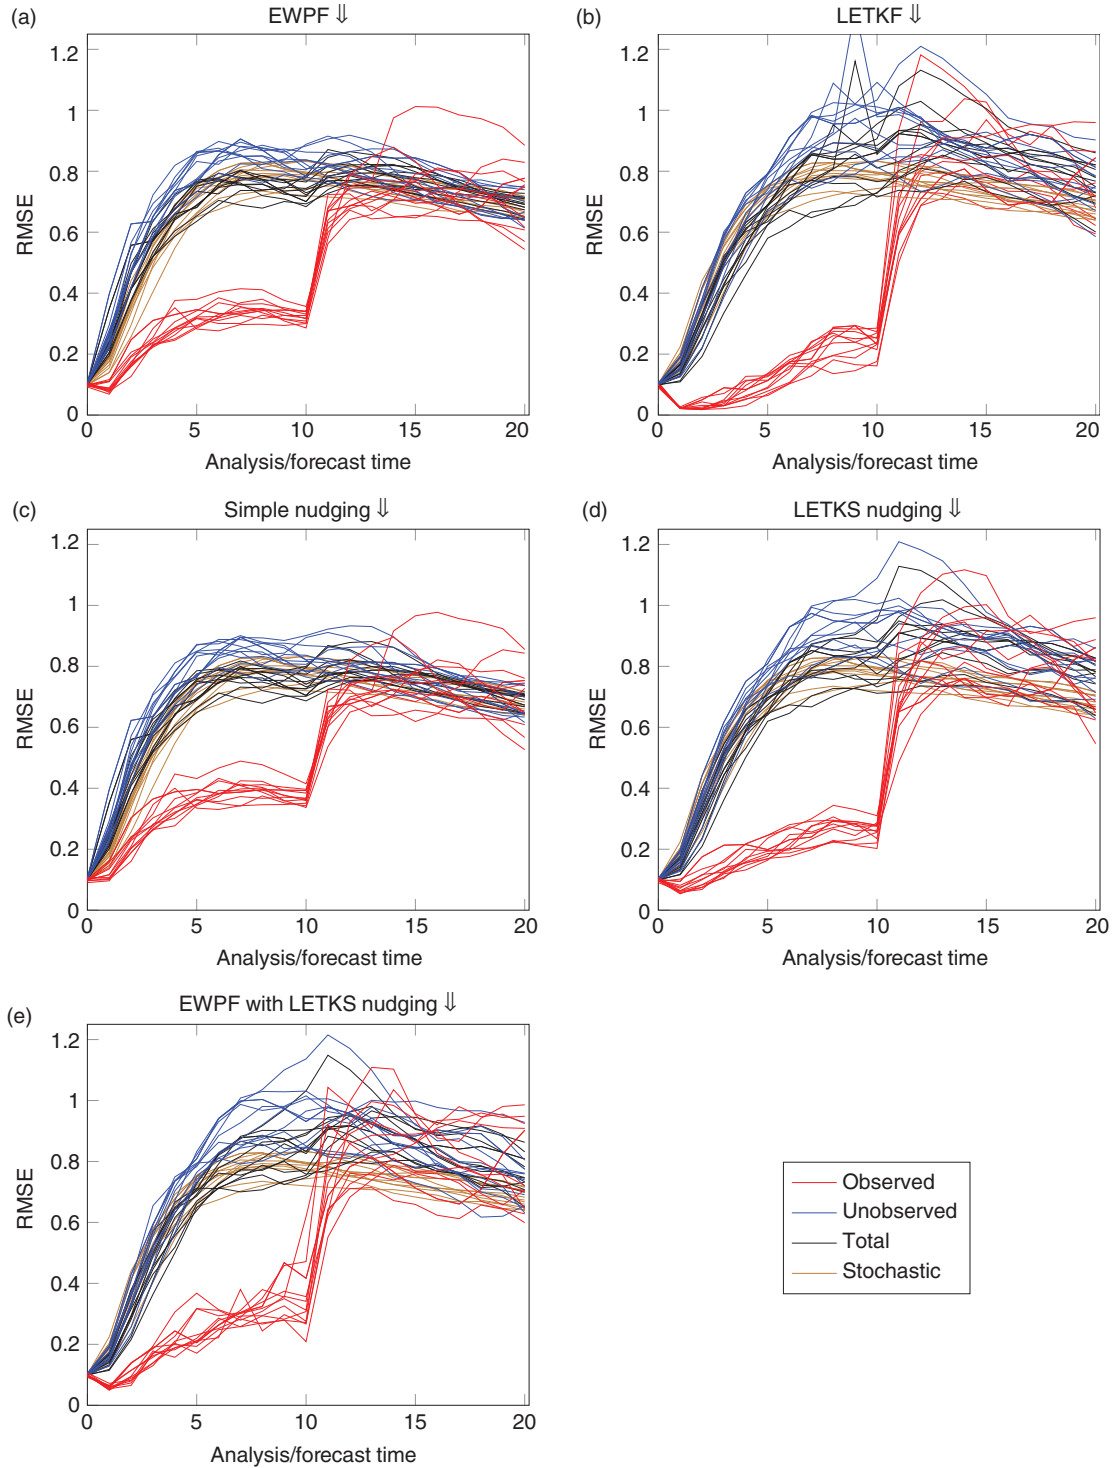 (a) EWPF ⇓
1.2
1
0.8
0.6
0.4
0.2
0
RMSE
0 5 10 15 20
Analysis/forecast time
(b) LETKF ⇓
1.2
1
0.8
0.6
0.4
0.2
0
RMSE
0 5 10 15 20
Analysis/forecast time
(c) Simple nudging ⇓
1.2
1
0.8
0.6
0.4
0.2
0
RMSE
0 5 10 15 20
Analysis/forecast time
(d) LETKS nudging ⇓
1.2
1
0.8
0.6
0.4
0.2
0
RMSE
0 5 10 15 20
Analysis/forecast time
(e) EWPF with LETKS nudging ⇓
1.2
1
0.8
0.6
0.4
0.2
0
RMSE
0 5 10 15 20
Analysis/forecast time
Observed
Unobserved
Total
Stochastic